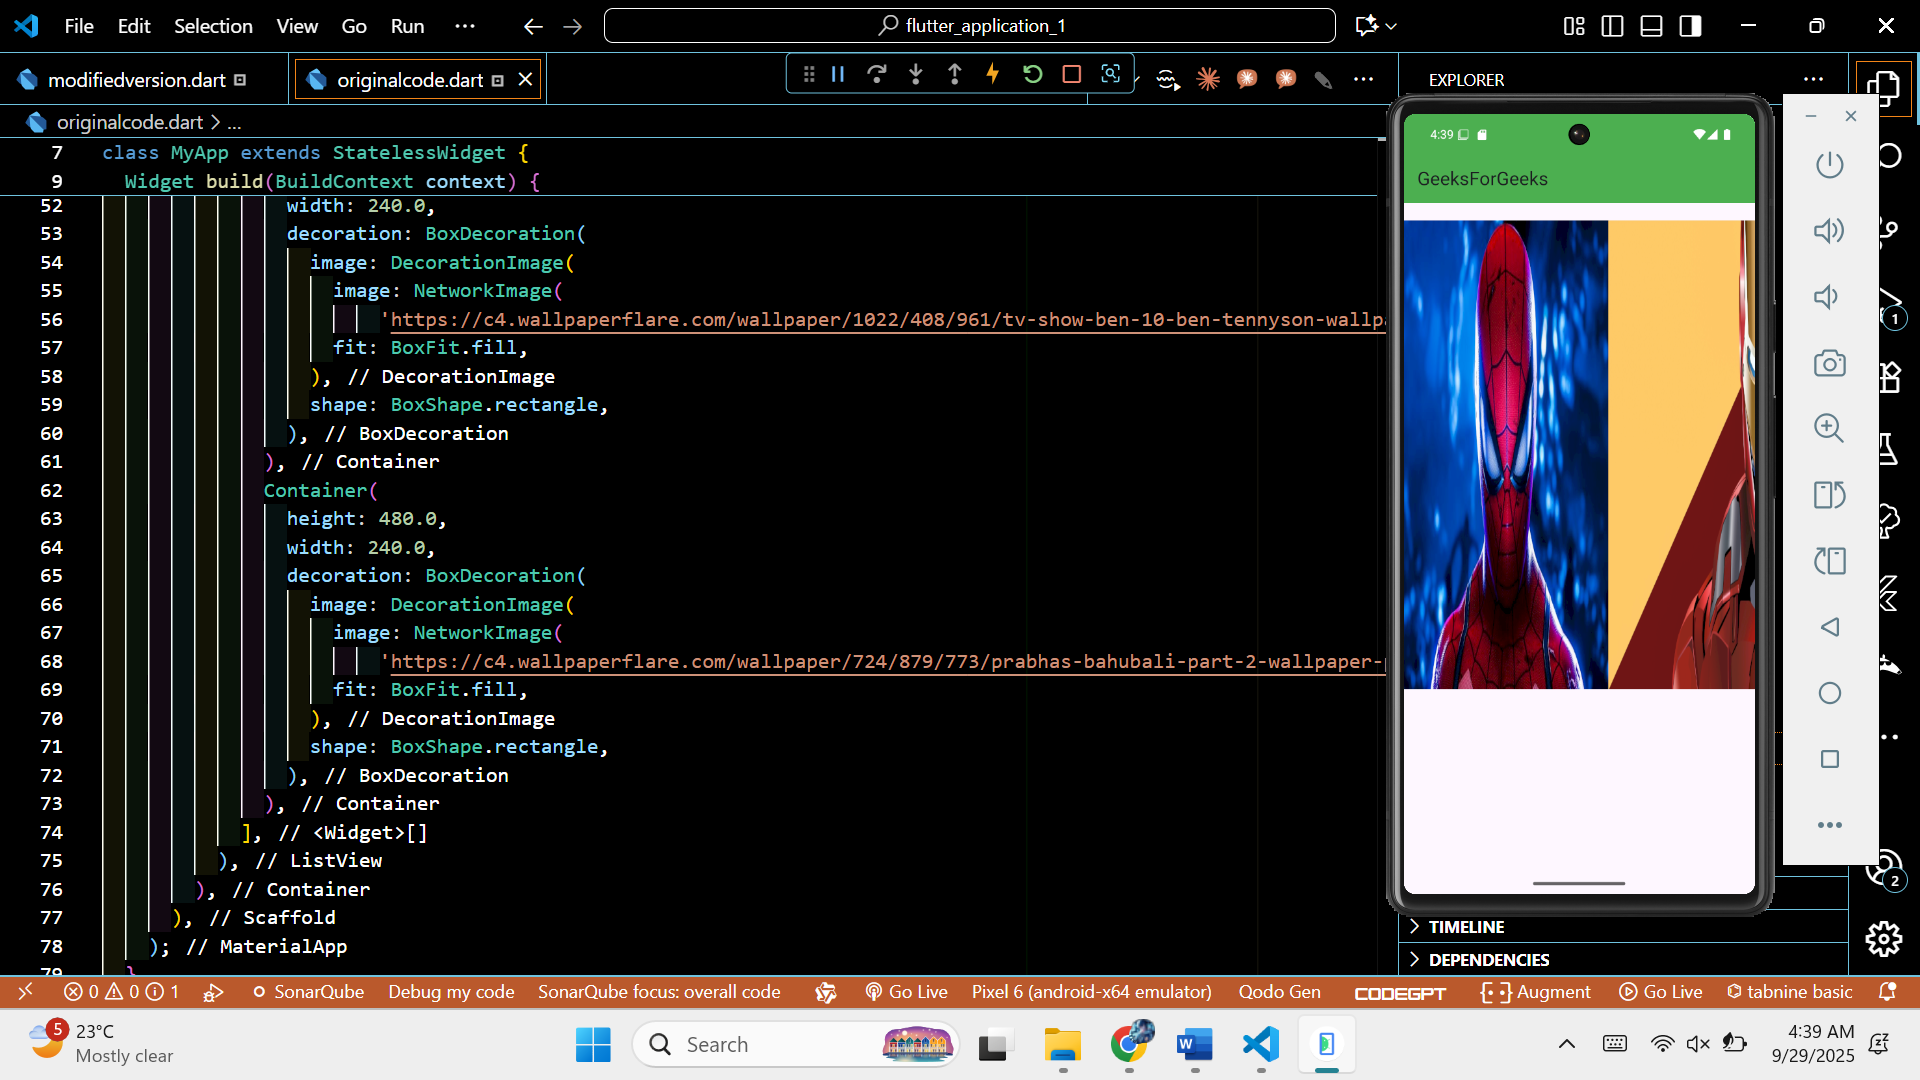 File Edit Selection View Go Run ···
flutter_application_1
modifiedversion.dart
originalcode.dart
EXPLORER
originalcode.dart > ...
7 class MyApp extends StatelessWidget {
9 Widget build(BuildContext context) {
52 width: 240.0,
53 decoration: BoxDecoration(
54 image: DecorationImage(
55 image: NetworkImage(
56 'https://c4.wallpaperflare.com/wallpaper/1022/408/961/tv-show-ben-10-ben-tennyson-wallpa
57 fit: BoxFit.fill,
58 ), // DecorationImage
59 shape: BoxShape.rectangle,
60 ), // BoxDecoration
61 ), // Container
62 Container(
63 height: 480.0,
64 width: 240.0,
65 decoration: BoxDecoration(
66 image: DecorationImage(
67 image: NetworkImage(
68 'https://c4.wallpaperflare.com/wallpaper/724/879/773/prabhas-bahubali-part-2-wallpaper-
69 fit: BoxFit.fill,
70 ), // DecorationImage
71 shape: BoxShape.rectangle,
72 ), // BoxDecoration
73 ), // Container
74 ], // <Widget>[]
75 ), // ListView
76 ), // Container
77 ), // Scaffold
78 ); // MaterialApp
79 }
4:39
GeeksForGeeks
1
2
TIMELINE
DEPENDENCIES
0 0 1 SonarQube Debug my code SonarQube focus: overall code Go Live Pixel 6 (android-x64 emulator) Qodo Gen CODEGPT Augment Go Live tabnine basic
5
23°C
Mostly clear
Search
4:39 AM
9/29/2025